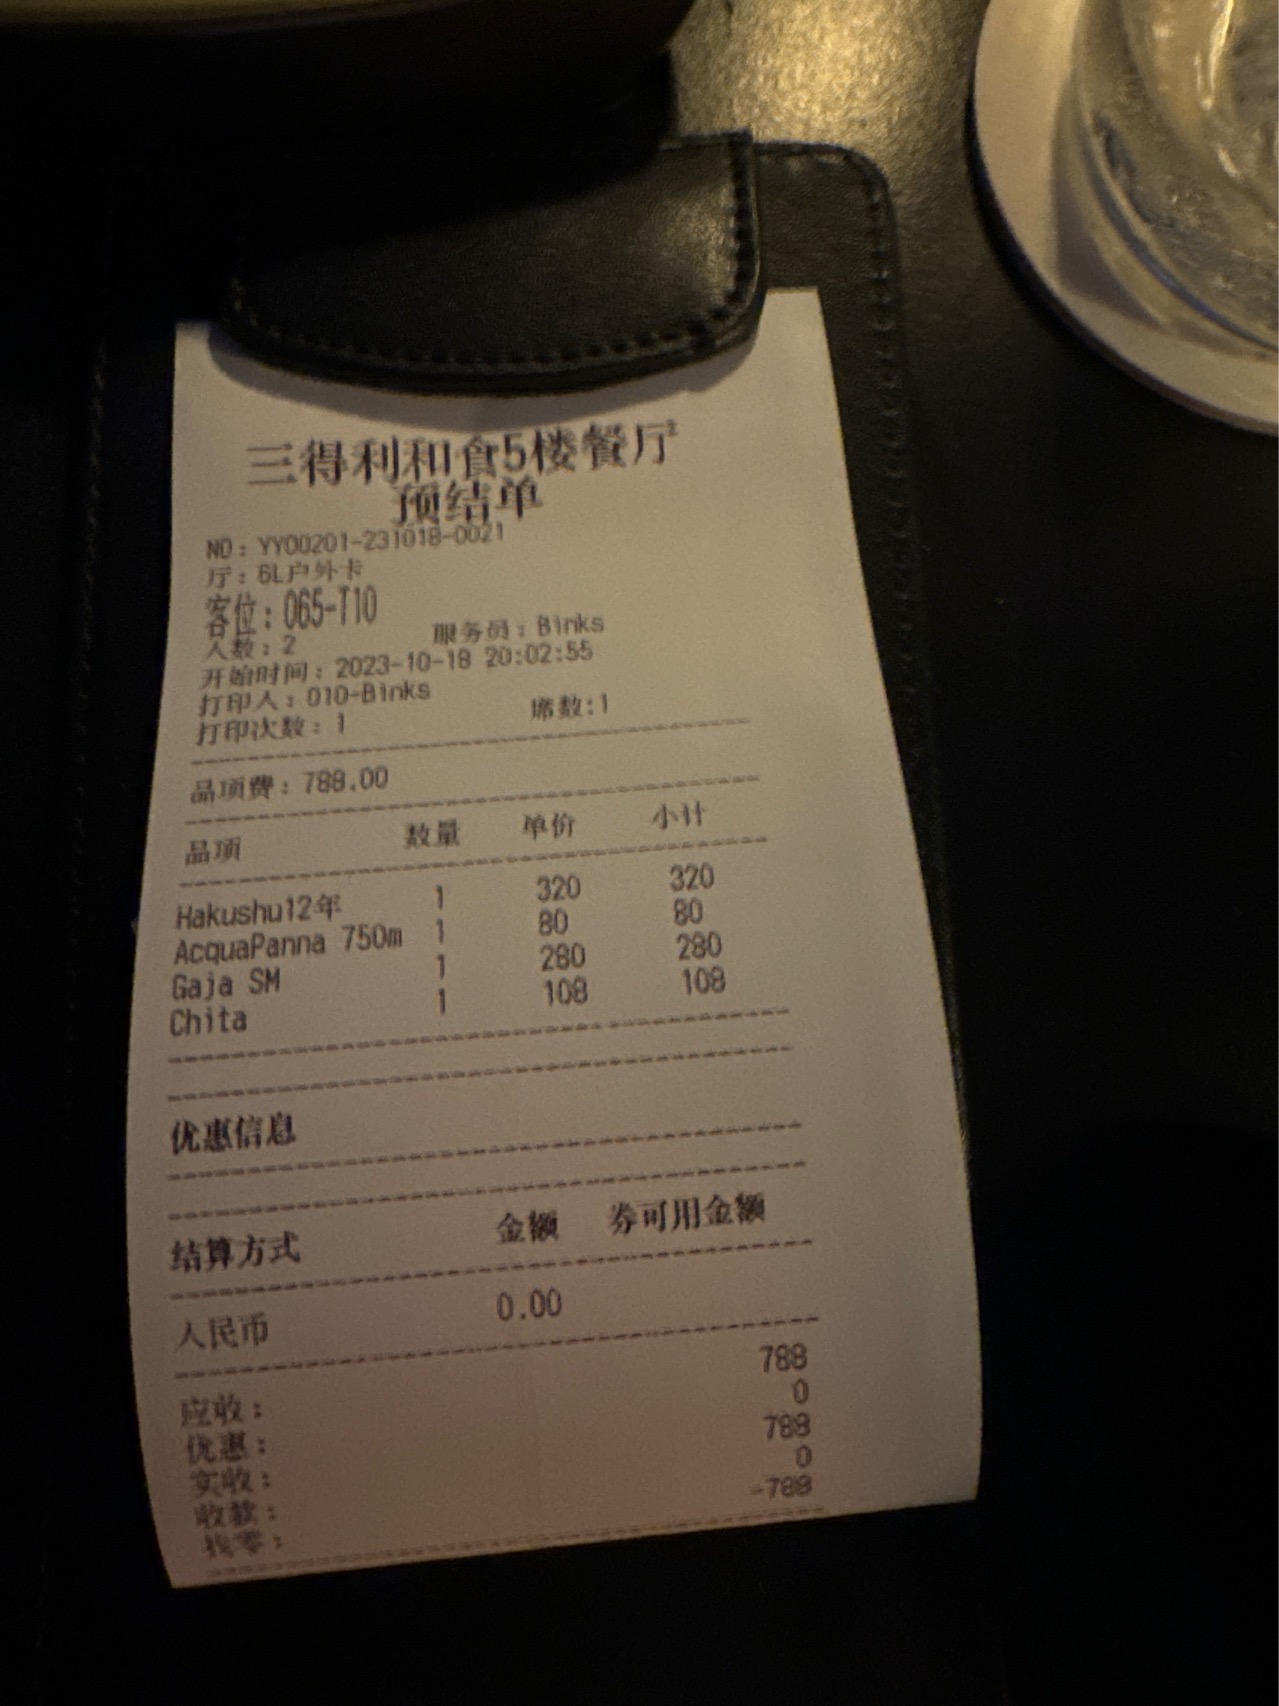 三得利和食5楼餐厅
预结单
NO：YY00201-231018-0021
厅：6L户外卡
客位：065-T10
人数：2 服务员：Binks
开始时间：2023-10-18 20:02:55
打印人：010-Binks
打印次数：1 席数:1
品项费：788.00
品项 数量 单价 小计
Hakushu12年 1 320 320
AcquaPanna 750m 1 80 80
Gaja SM 1 280 280
Chita 1 108 108
优惠信息
结算方式 金额 券可用金额
人民币 0.00
应收： 788
优惠： 0
实收： 788
收款： 0
找零： -788